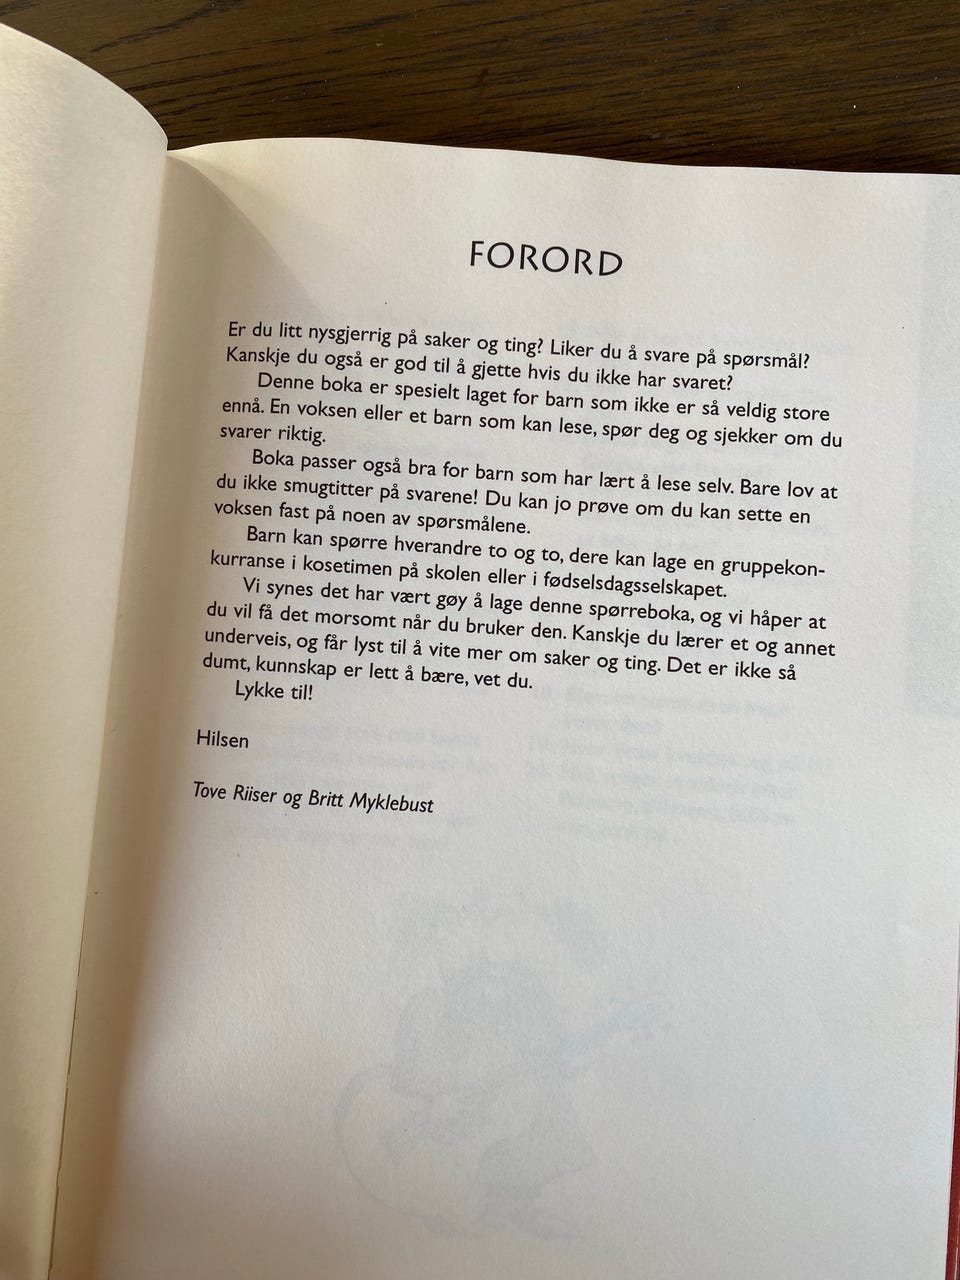 FORORD
Er du litt nysgjerrig på saker og ting? Liker du å svare på spørsmål?
Kanskje du også er god til å gjette hvis du ikke har svaret?
Denne boka er spesielt laget for barn som ikke er så veldig store
ennå. En voksen eller et barn som kan lese, spør deg og sjekker om du
svarer riktig.
Boka passer også bra for barn som har lært å lese selv. Bare lov at
du ikke smugtitter på svarene! Du kan jo prøve om du kan sette en
voksen fast på noen av spørsmålene.
Barn kan spørre hverandre to og to, dere kan lage en gruppekon-
kurranse i kosetimen på skolen eller i fødselsdagsselskapet.
Vi synes det har vært gøy å lage denne spørreboka, og vi håper at
du vil få det morsomt når du bruker den. Kanskje du lærer et og annet
underveis, og får lyst til å vite mer om saker og ting. Det er ikke så
dumt, kunnskap er lett å bære, vet du.
Lykke til!
Hilsen
Tove Riiser og Britt Myklebust